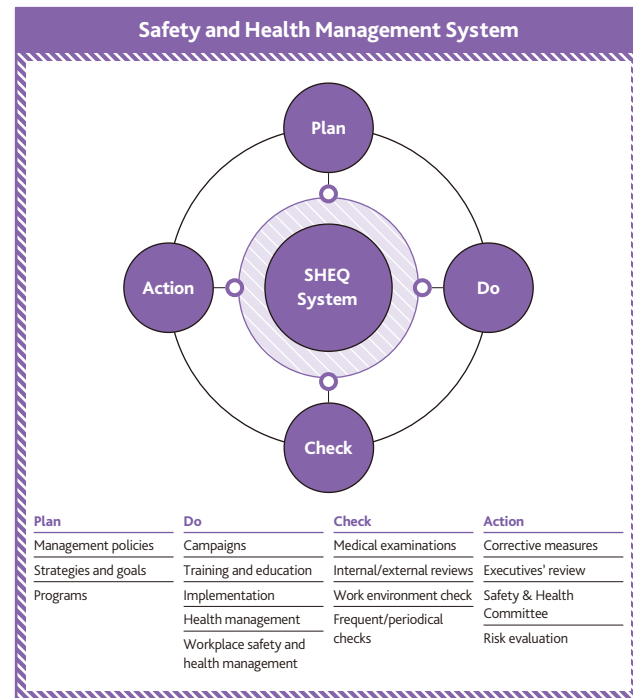 Safety and Health Management System
Plan
Action
SHEQ
System
Do
Check
Plan
Management policies
Strategies and goals
Programs
Do
Campaigns
Training and education
Implementation
Health management
Workplace safety and
health management
Check
Medical examinations
Internal/external reviews
Work environment check
Frequent/periodical
checks
Action
Corrective measures
Executives' review
Safety & Health
Committee
Risk evaluation